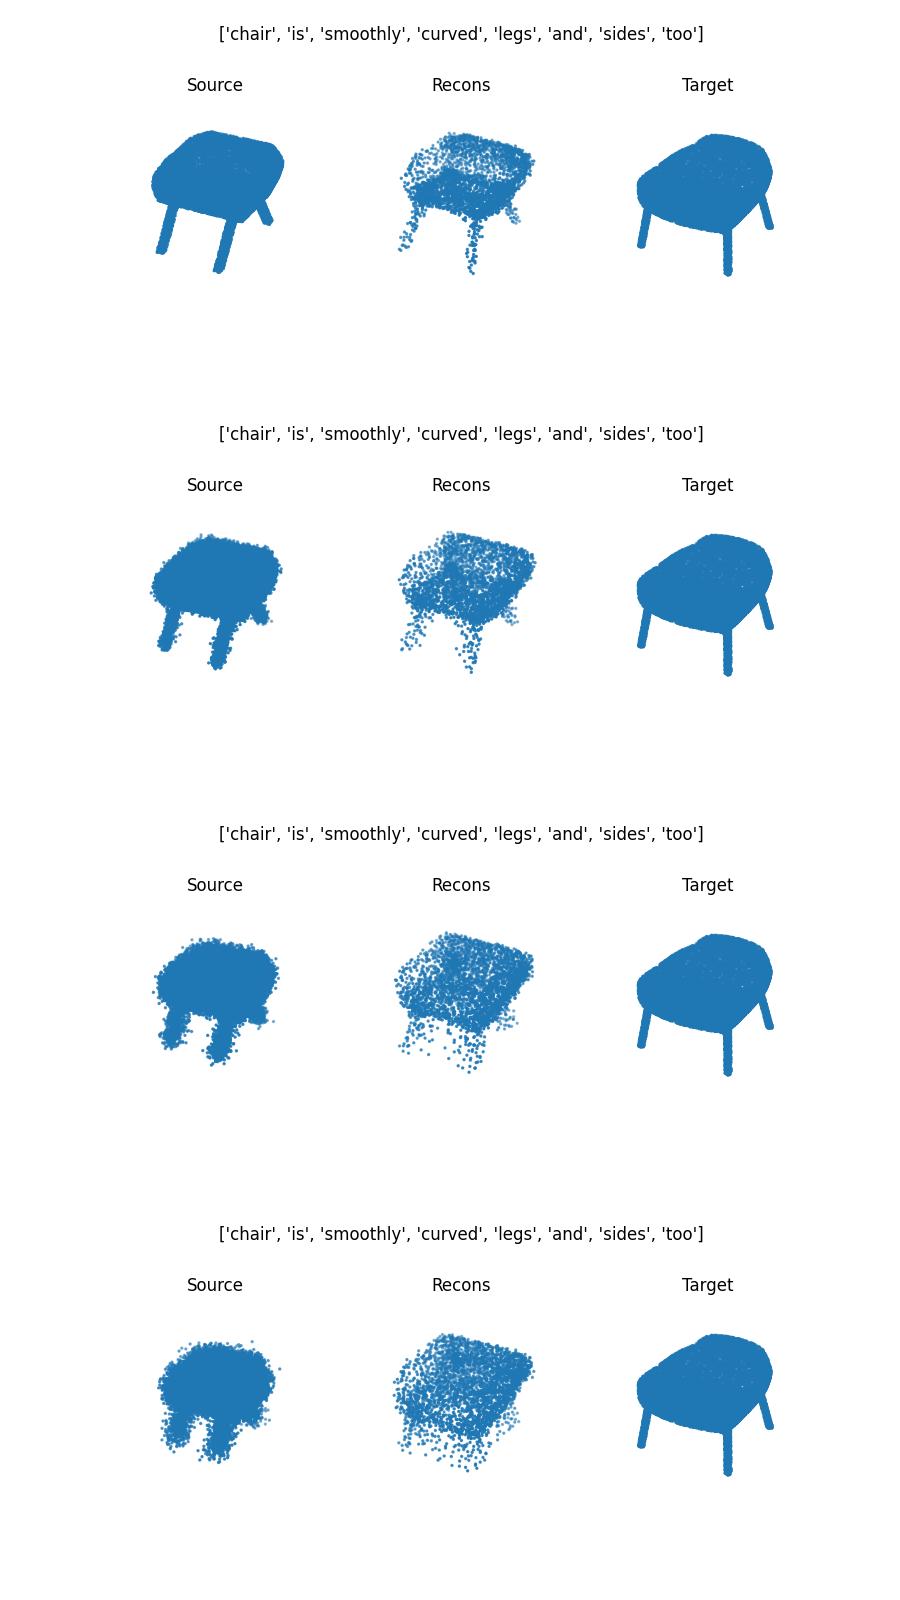 ['chair', 'is', 'smoothly', 'curved', 'legs', 'and', 'sides', 'too']
Source Recons Target
['chair', 'is', 'smoothly', 'curved', 'legs', 'and', 'sides', 'too']
Source Recons Target
['chair', 'is', 'smoothly', 'curved', 'legs', 'and', 'sides', 'too']
Source Recons Target
['chair', 'is', 'smoothly', 'curved', 'legs', 'and', 'sides', 'too']
Source Recons Target